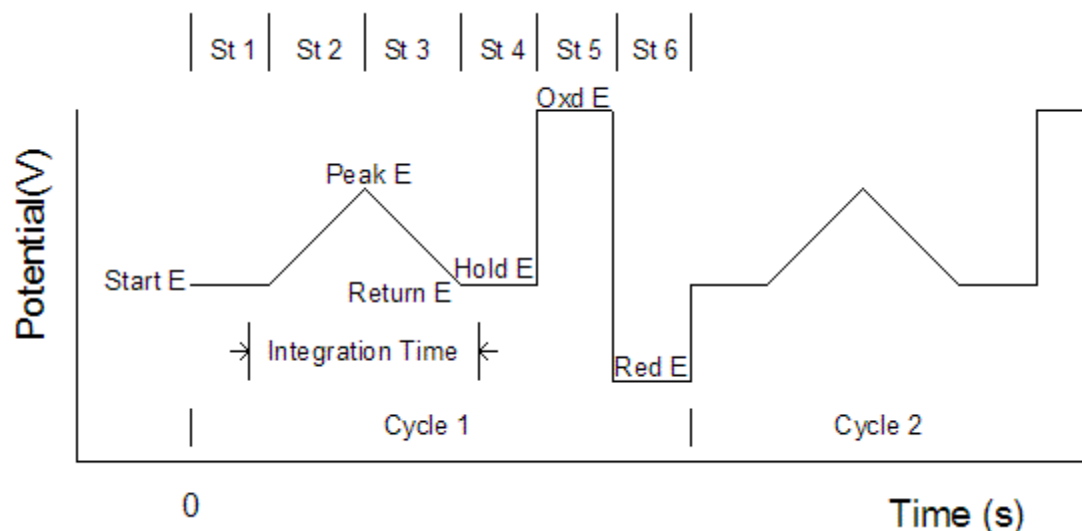 St 1 St 2 St 3 St 4 St 5 St 6
Oxd E
Peak E
Start E
Hold E
Return E
Integration Time
Red E
Cycle 1 Cycle 2
Potential(V)
0
Time (s)